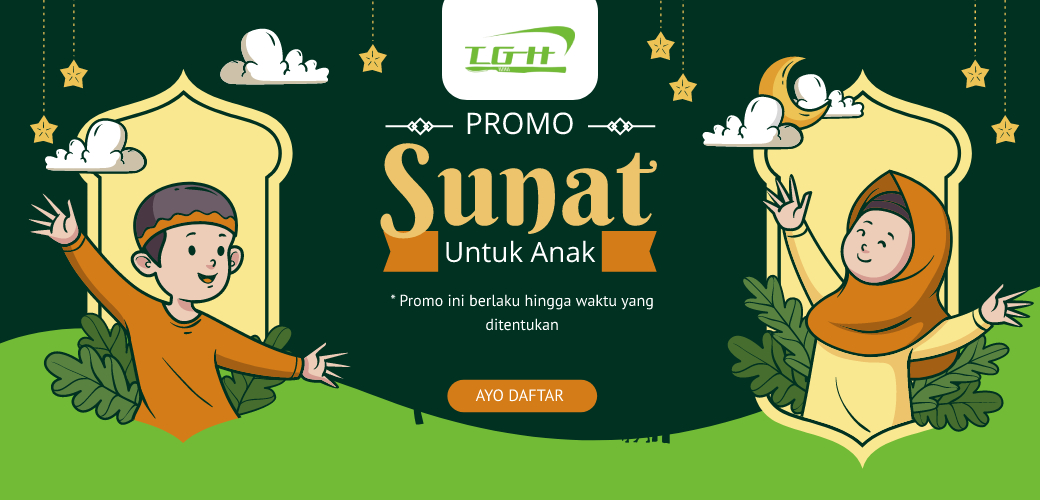 LGH
PROMO
Sunat
Untuk Anak
* Promo ini berlaku hingga waktu yang
ditentukan
AYO DAFTAR